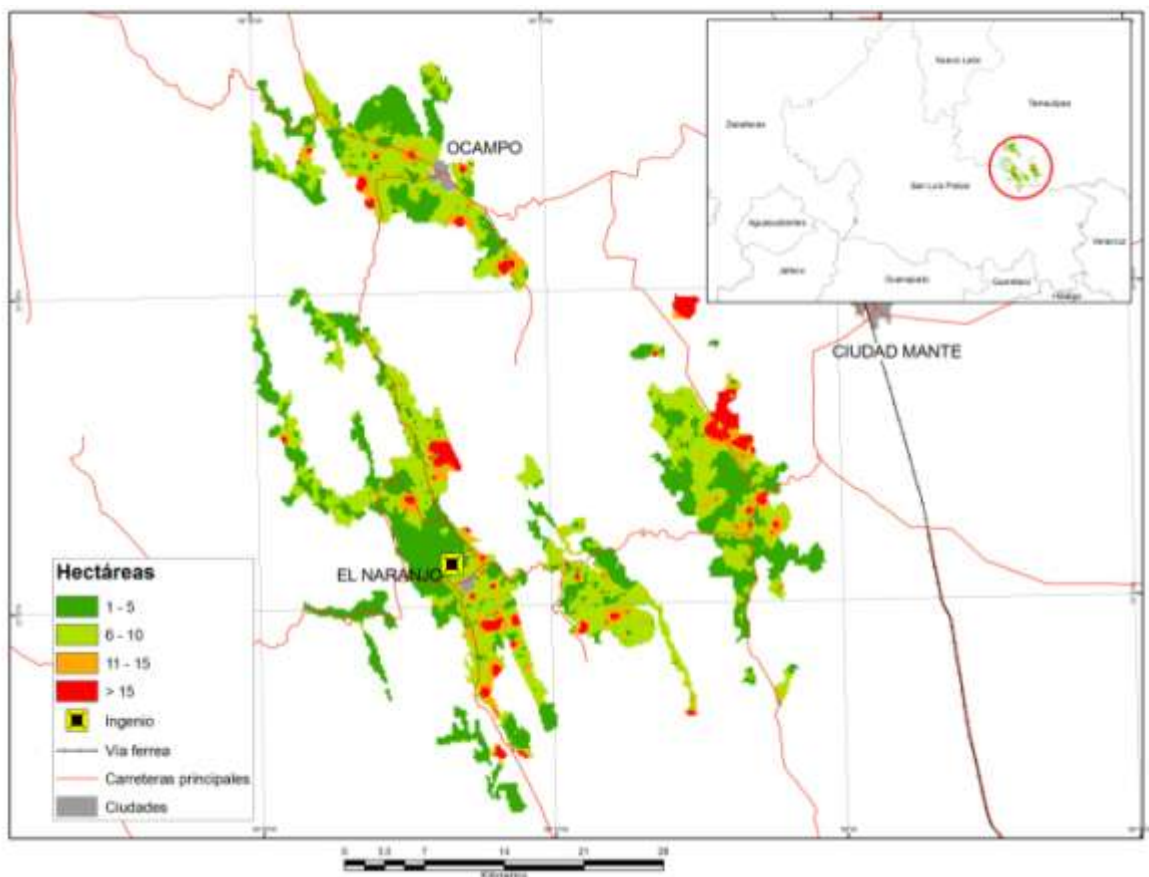 Nuevo León
Tamaulipas
Zacatecas
San Luis Potosí
Aguascalientes
Veracruz
Jalisco
Guanajuato
Querétaro
Hidalgo
OCAMPO
CIUDAD MANTE
EL NARANJO
Hectáreas
1 - 5
6 - 10
11 - 15
> 15
Ingenio
Vía ferrea
Carreteras principales
Ciudades
0 3.5 7 14 21 28
Kilometros